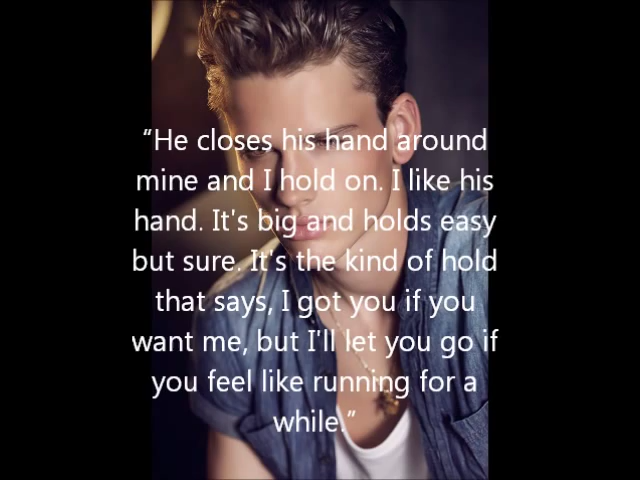 “He closes his hand around
mine and I hold on. I like his
hand. It's big and holds easy
but sure. It's the kind of hold
that says, I got you if you
want me, but I'll let you go if
you feel like running for a
while.”